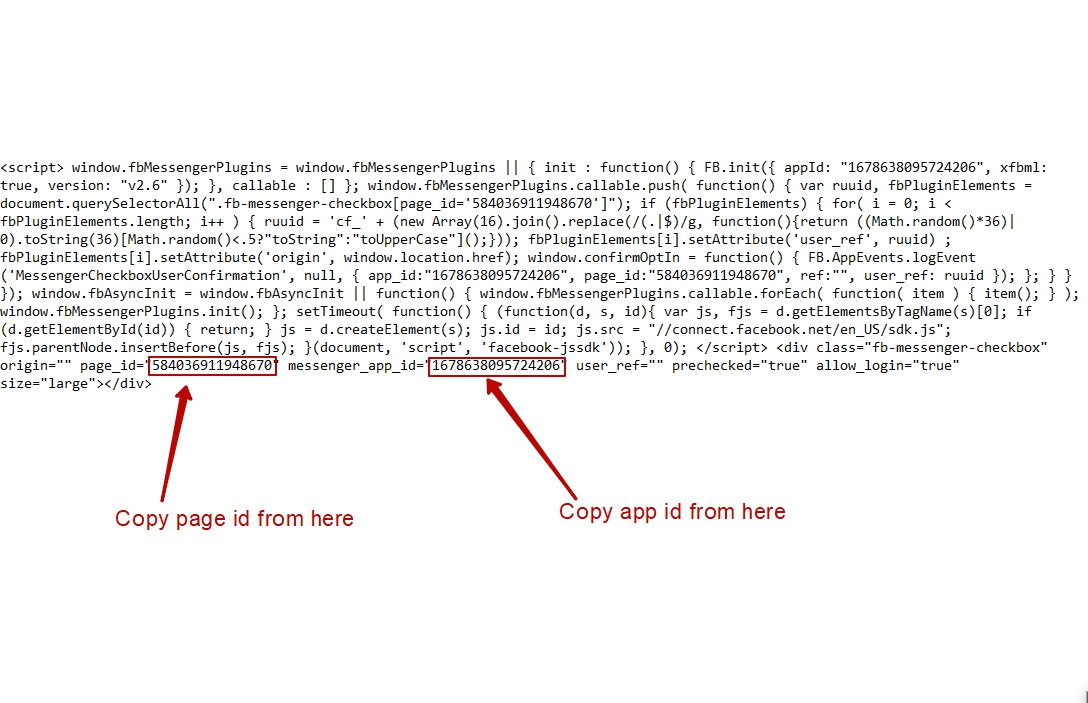 <script> window.fbMessengerPlugins = window.fbMessengerPlugins || { init : function() { FB.init({ appId: "1678638095724206", xfbml:
true, version: "v2.6" }); }, callable : [] }; window.fbMessengerPlugins.callable.push( function() { var ruuid, fbPluginElements =
document.querySelectorAll(".fb-messenger-checkbox[page_id='584036911948670']"); if (fbPluginElements) { for( i = 0; i <
fbPluginElements.length; i++ ) { ruuid = 'cf_' + (new Array(16).join().replace(/(.|$)/g, function(){return ((Math.random()*36)|
0).toString(36)[Math.random()<.5?"toString":"toUpperCase"]();})); fbPluginElements[i].setAttribute('user_ref', ruuid) ;
fbPluginElements[i].setAttribute('origin', window.location.href); window.confirmOptIn = function() { FB.AppEvents.logEvent
('MessengerCheckboxUserConfirmation', null, { app_id:"1678638095724206", page_id:"584036911948670", ref:"", user_ref: ruuid }); }; } }
}); window.fbAsyncInit = window.fbAsyncInit || function() { window.fbMessengerPlugins.callable.forEach( function( item ) { item(); } );
window.fbMessengerPlugins.init(); }; setTimeout( function() { (function(d, s, id){ var js, fjs = d.getElementsByTagName(s)[0]; if
(d.getElementById(id)) { return; } js = d.createElement(s); js.id = id; js.src = "//connect.facebook.net/en_US/sdk.js";
fjs.parentNode.insertBefore(js, fjs); }(document, 'script', 'facebook-jssdk')); }, 0); </script> <div class="fb-messenger-checkbox"
origin="" page_id="584036911948670" messenger_app_id="1678638095724206" user_ref="" prechecked="true" allow_login="true"
size="large"></div>
Copy page id from here
Copy app id from here